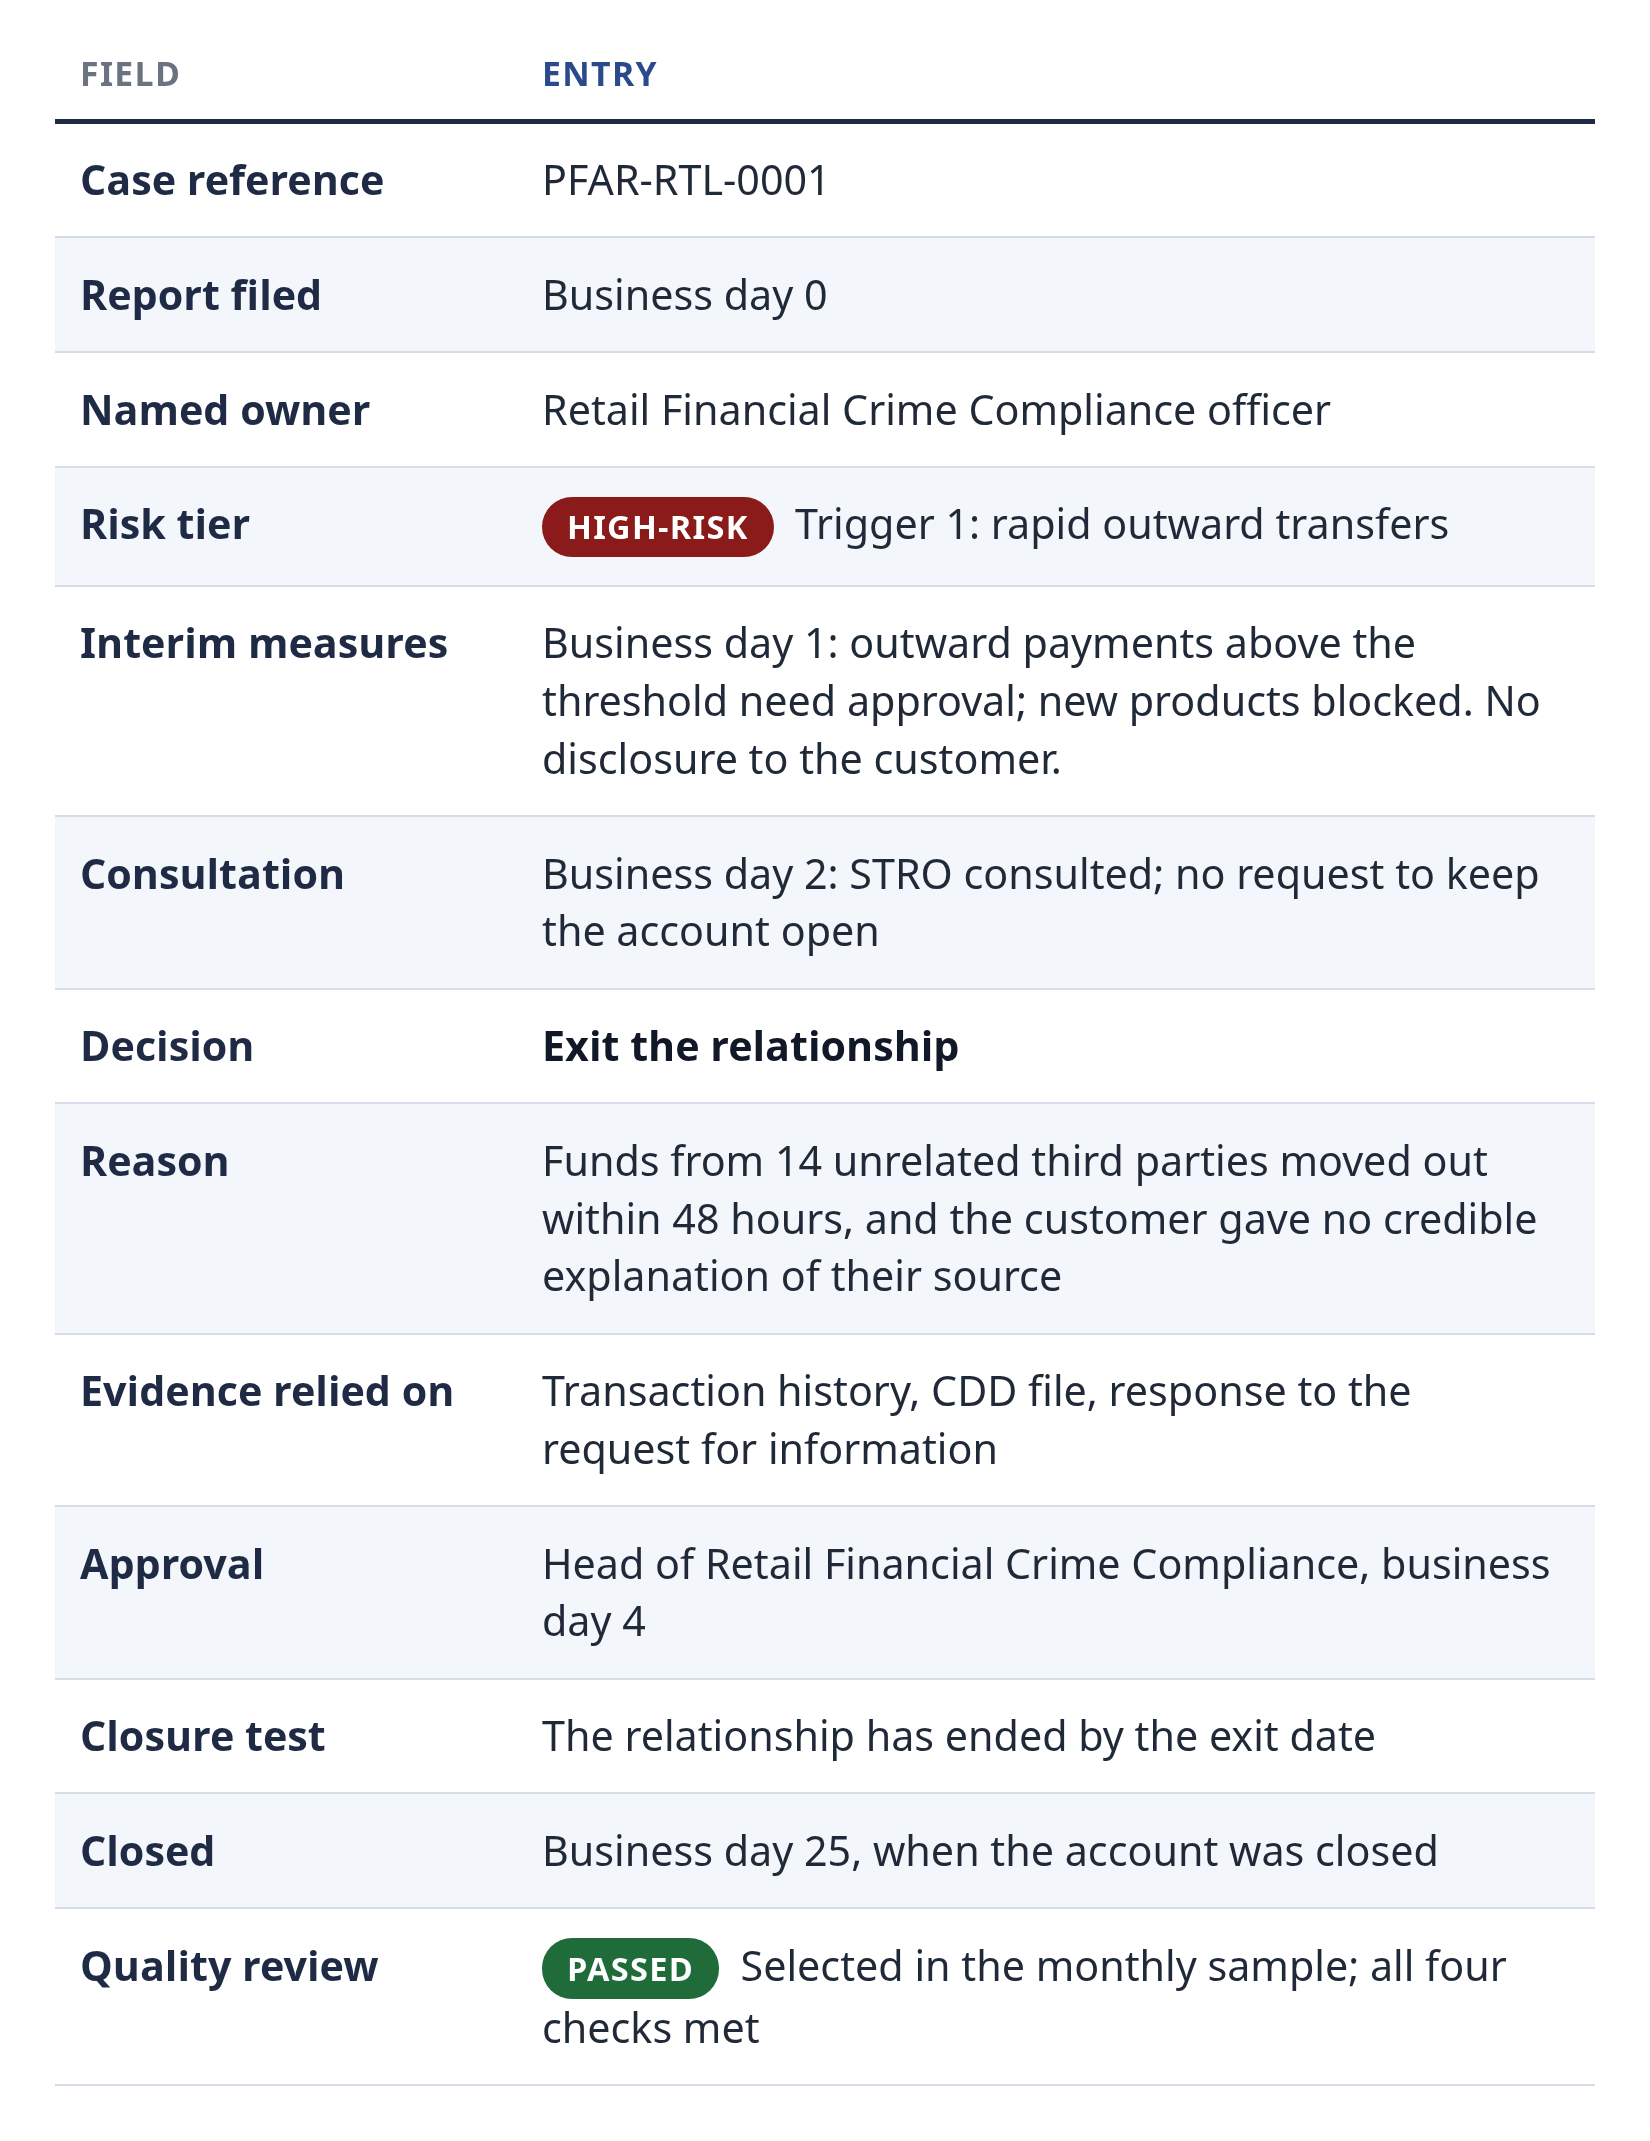 FIELD ENTRY
Case reference PFAR-RTL-0001
Report filed Business day 0
Named owner Retail Financial Crime Compliance officer
Risk tier HIGH-RISK Trigger 1: rapid outward transfers
Interim measures Business day 1: outward payments above the
threshold need approval; new products blocked. No
disclosure to the customer.
Consultation Business day 2: STRO consulted; no request to keep
the account open
Decision Exit the relationship
Reason Funds from 14 unrelated third parties moved out
within 48 hours, and the customer gave no credible
explanation of their source
Evidence relied on Transaction history, CDD file, response to the
request for information
Approval Head of Retail Financial Crime Compliance, business
day 4
Closure test The relationship has ended by the exit date
Closed Business day 25, when the account was closed
Quality review PASSED Selected in the monthly sample; all four
checks met